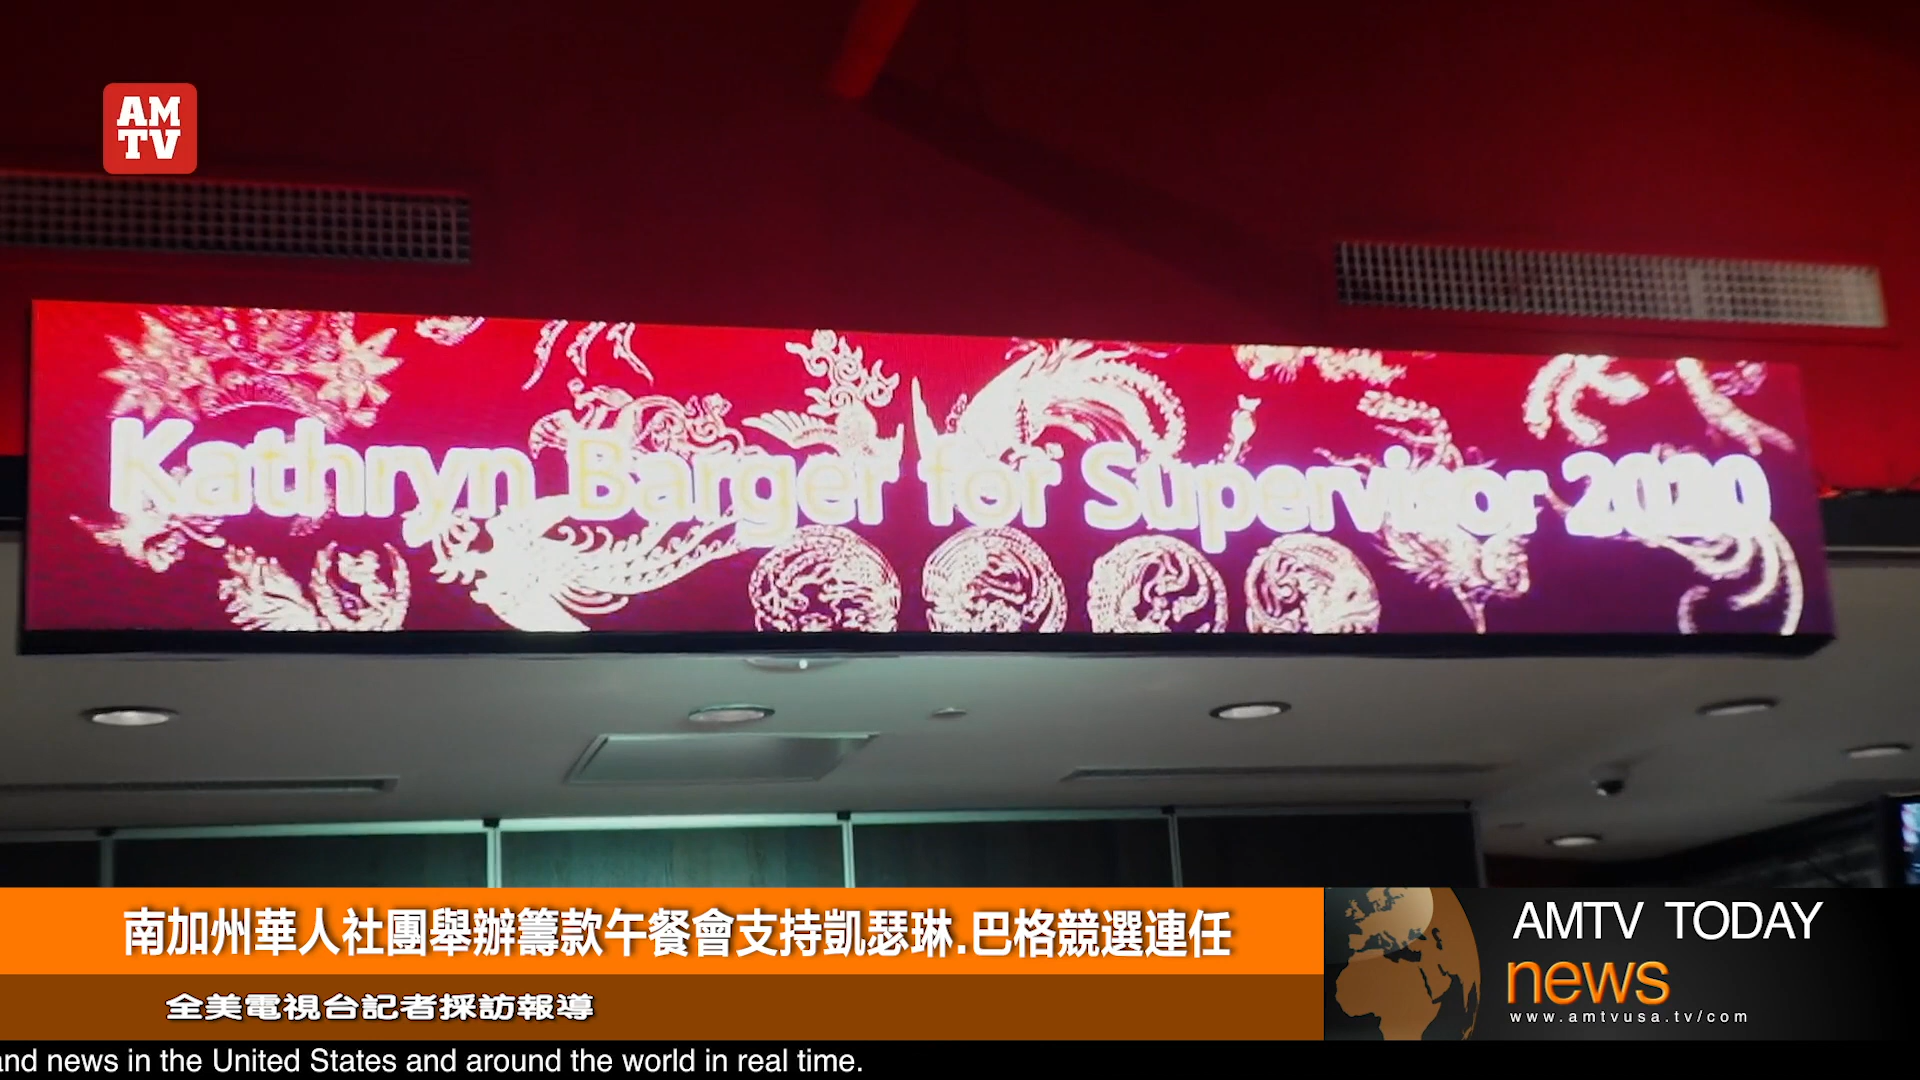 AM
TV
Kathryn Barger for Supervisor 2020
南加州華人社團舉辦籌款午餐會支持凱瑟琳.巴格競選連任
全美電視台記者採訪報導
AMTV TODAY
news
www.amtvusa.tv/com
and news in the United States and around the world in real time.